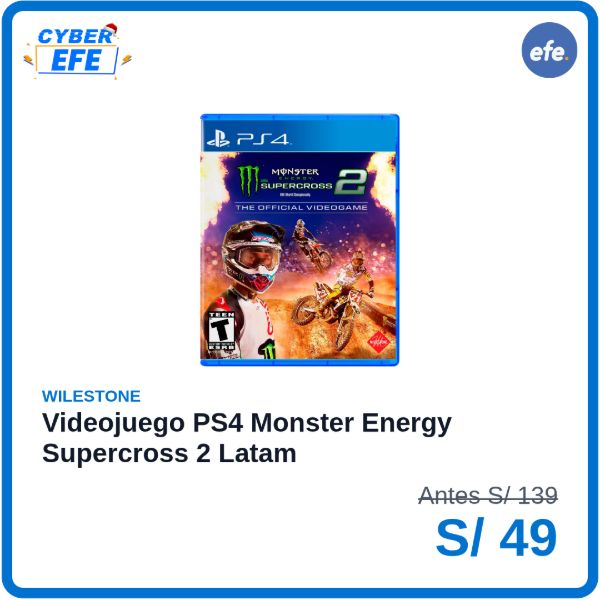 CYBER
EFE
efe.
PS4
MONSTER
ENERGY
SUPERCROSS 2
THE OFFICIAL VIDEOGAME
TEEN
T
ESRB
WILESTONE
Videojuego PS4 Monster Energy
Supercross 2 Latam
Antes S/ 139
S/ 49